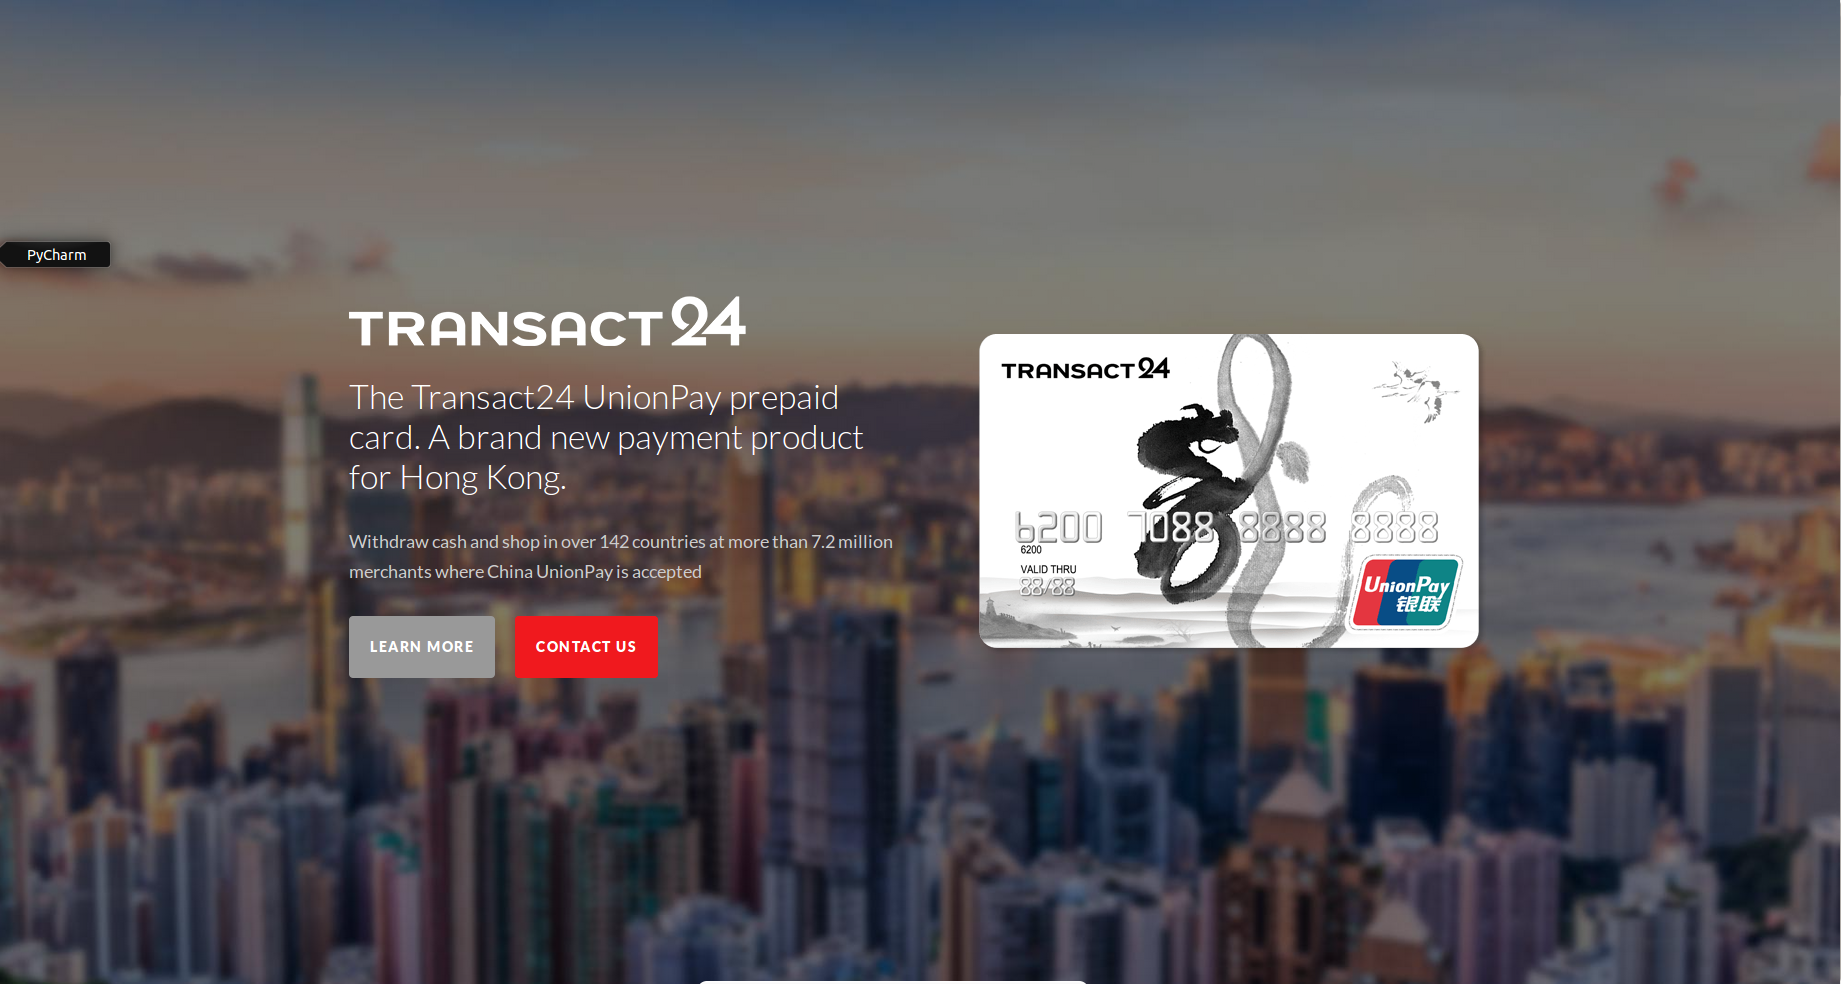 PyCharm
TRANSACT24
The Transact24 UnionPay prepaid
card. A brand new payment product
for Hong Kong.
Withdraw cash and shop in over 142 countries at more than 7.2 million
merchants where China UnionPay is accepted
LEARN MORE
CONTACT US
TRANSACT24
6200 7088 8888 8888
6200
VALID THRU
88/88
UnionPay
银联